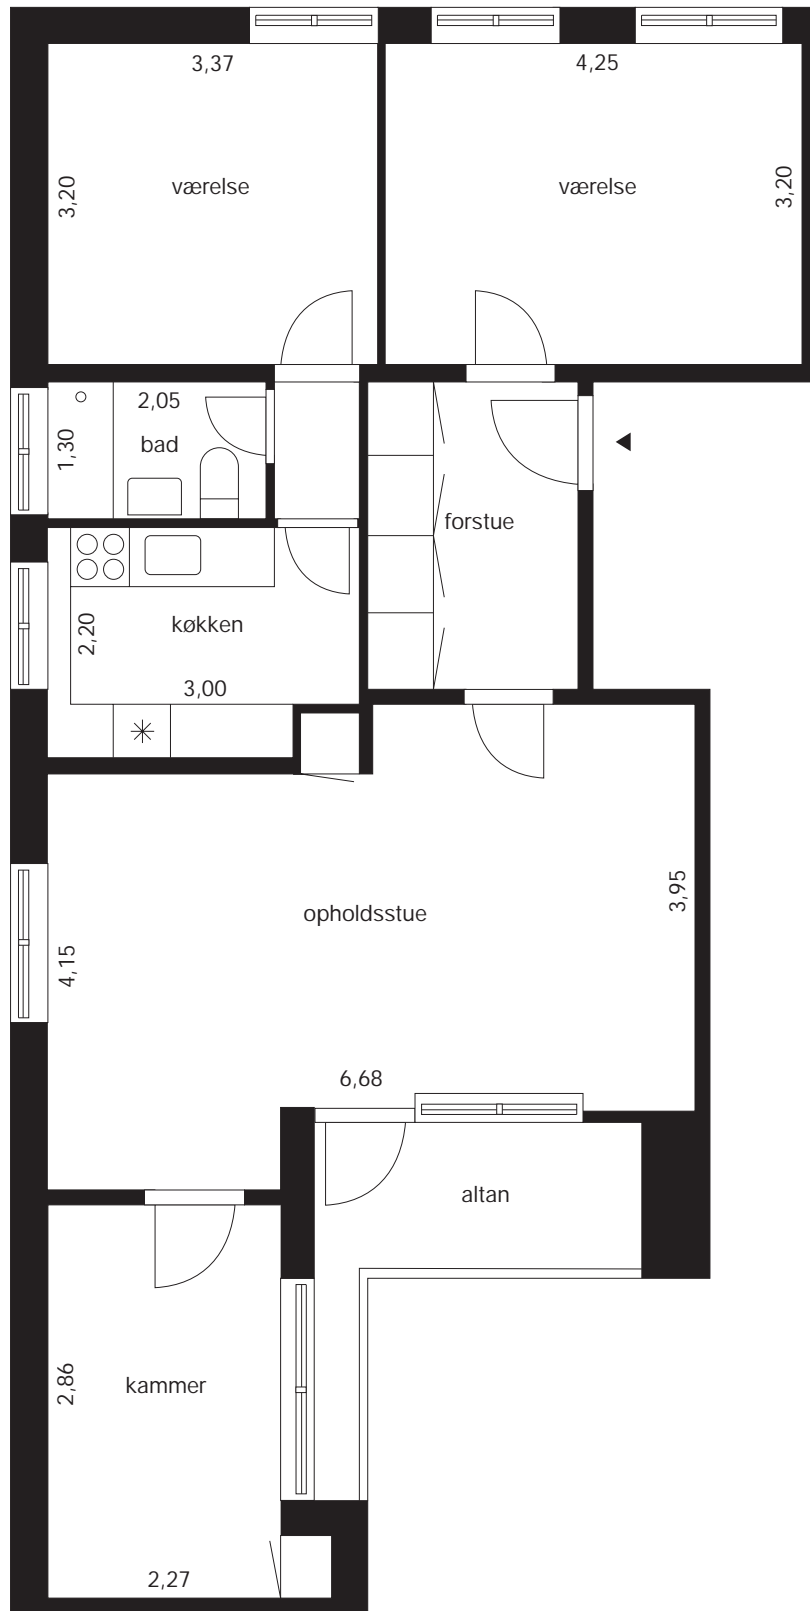 3,37
4,25
3,20
værelse
værelse
3,20
2,05
bad
1,30
forstue
køkken
2,20
3,00
opholdsstue
3,95
4,15
6,68
altan
kammer
2,86
2,27